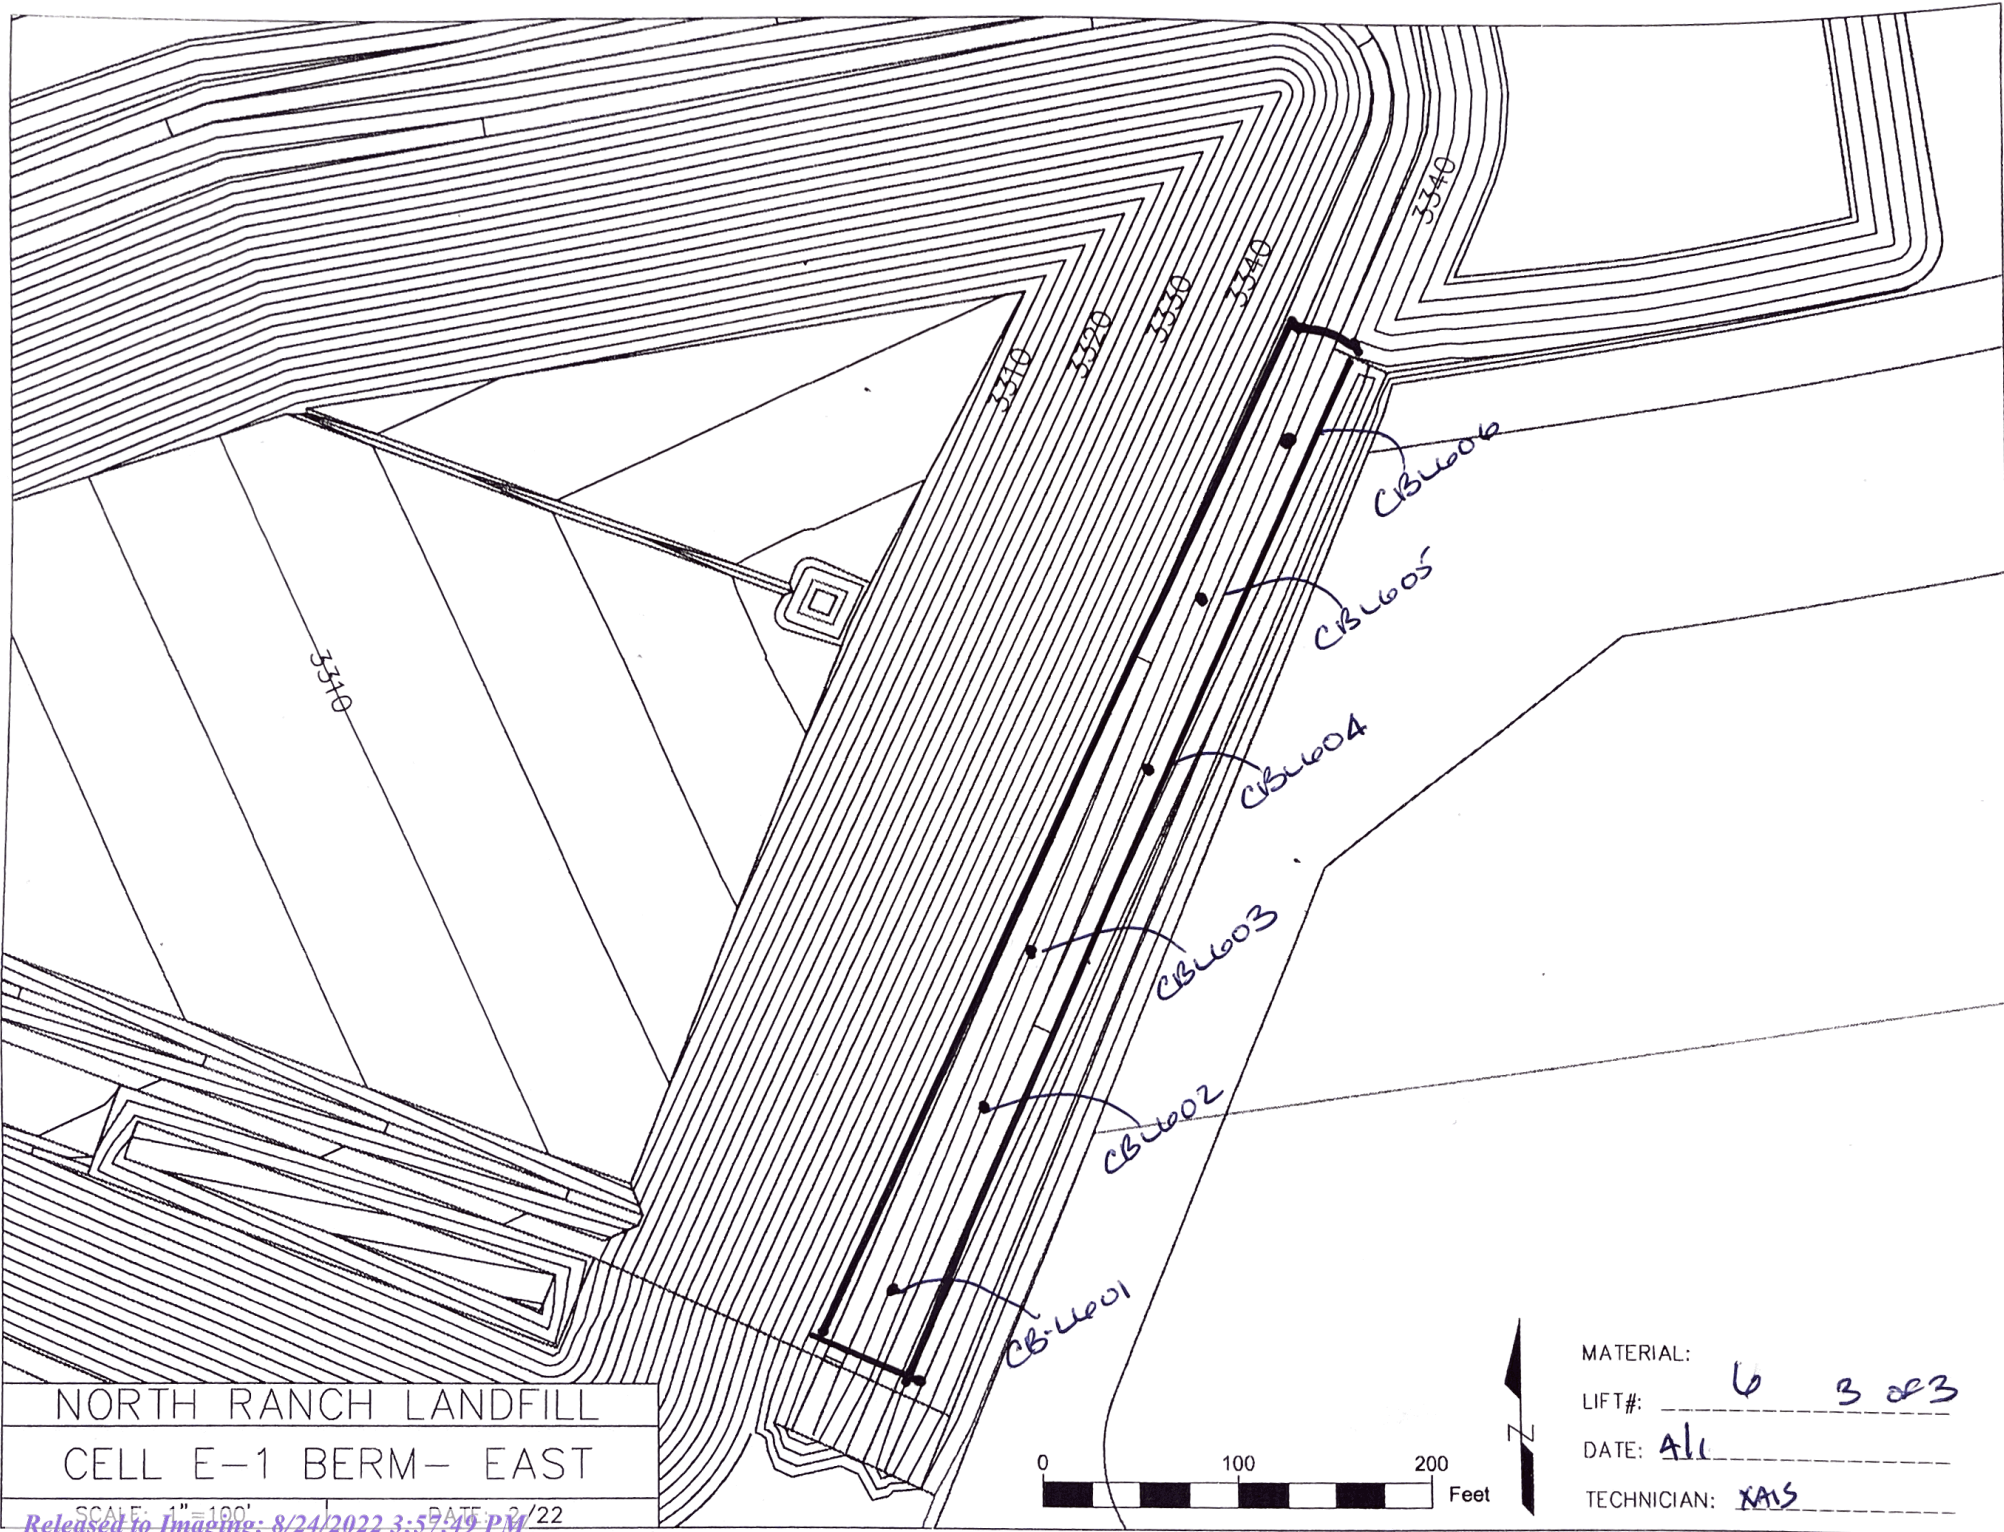 3340
3340
3330
3320
3310
CBL606
CBL605
3310
CBL604
CBL603
CBL602
CB-L601
NORTH RANCH LANDFILL
CELL E-1 BERM- EAST
SCALE: 1"=100' DATE: 2/22
Released to Imaging: 8/24/2022 3:57:49 PM
0 100 200
Feet
N
MATERIAL:
LIFT#: 6 3 of 3
DATE: 4/1
TECHNICIAN: